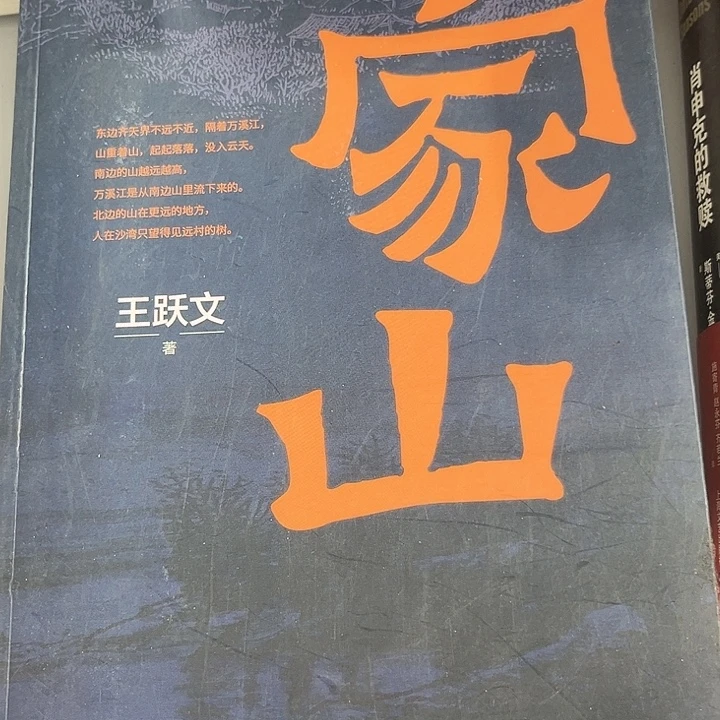 家山
东边齐天界不远不近，隔着万溪江，
山重着山，起起落落，没入云天。
南边的山越远越高，
万溪江是从南边山里流下来的。
北边的山在更远的地方，
人在沙湾只望得见远村的树。
王跃文
著
肖申克的救赎
斯蒂芬·金